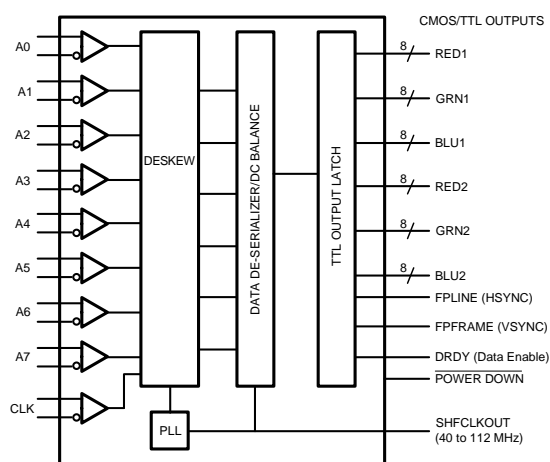 CMOS/TTL OUTPUTS
A0
A1
A2
A3
A4
A5
A6
A7
CLK
DESKEW
PLL
DATA DE-SERIALIZER/DC BALANCE
TTL OUTPUT LATCH
8
RED1
8
GRN1
8
BLU1
8
RED2
8
GRN2
8
BLU2
FPLINE (HSYNC)
FPFRAME (VSYNC)
DRDY (Data Enable)
POWER DOWN
SHFCLKOUT
(40 to 112 MHz)